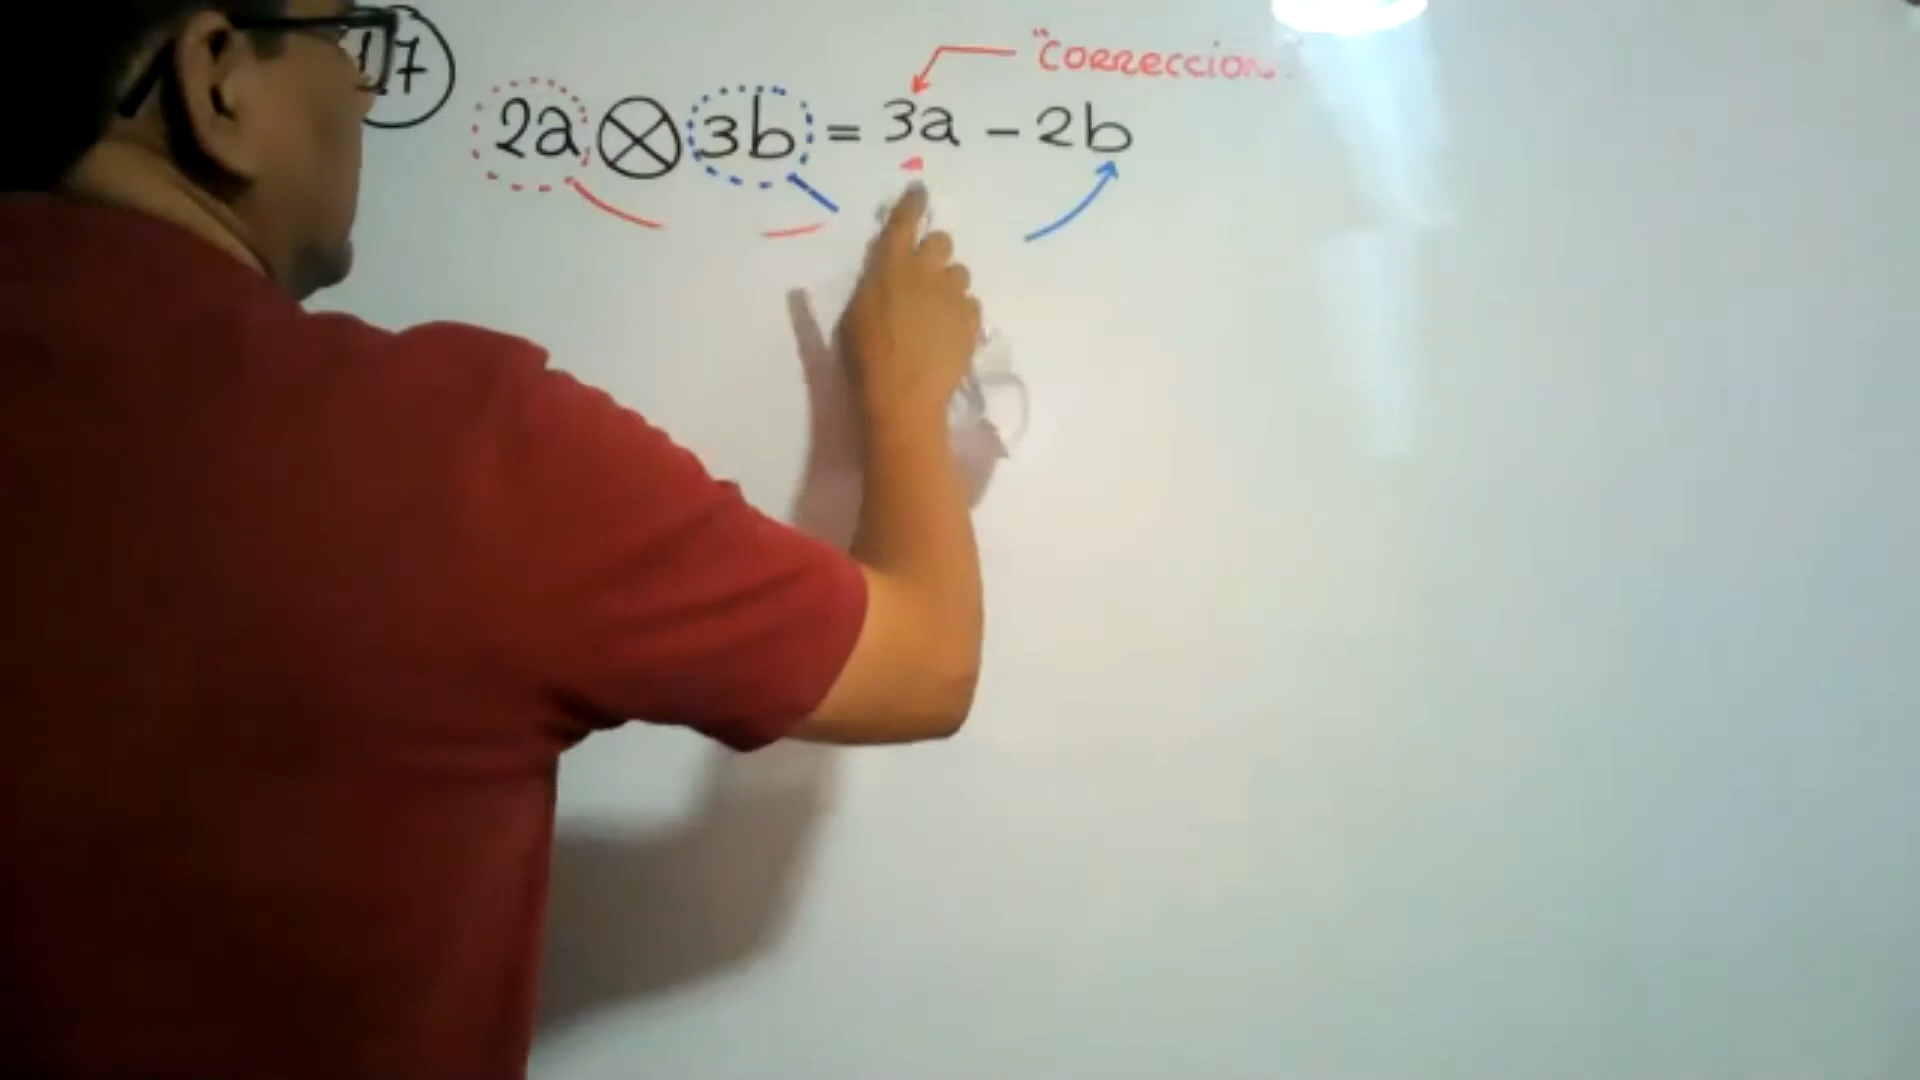 17
"CORRECCION.
2a ⊗ 3b = 3a - 2b